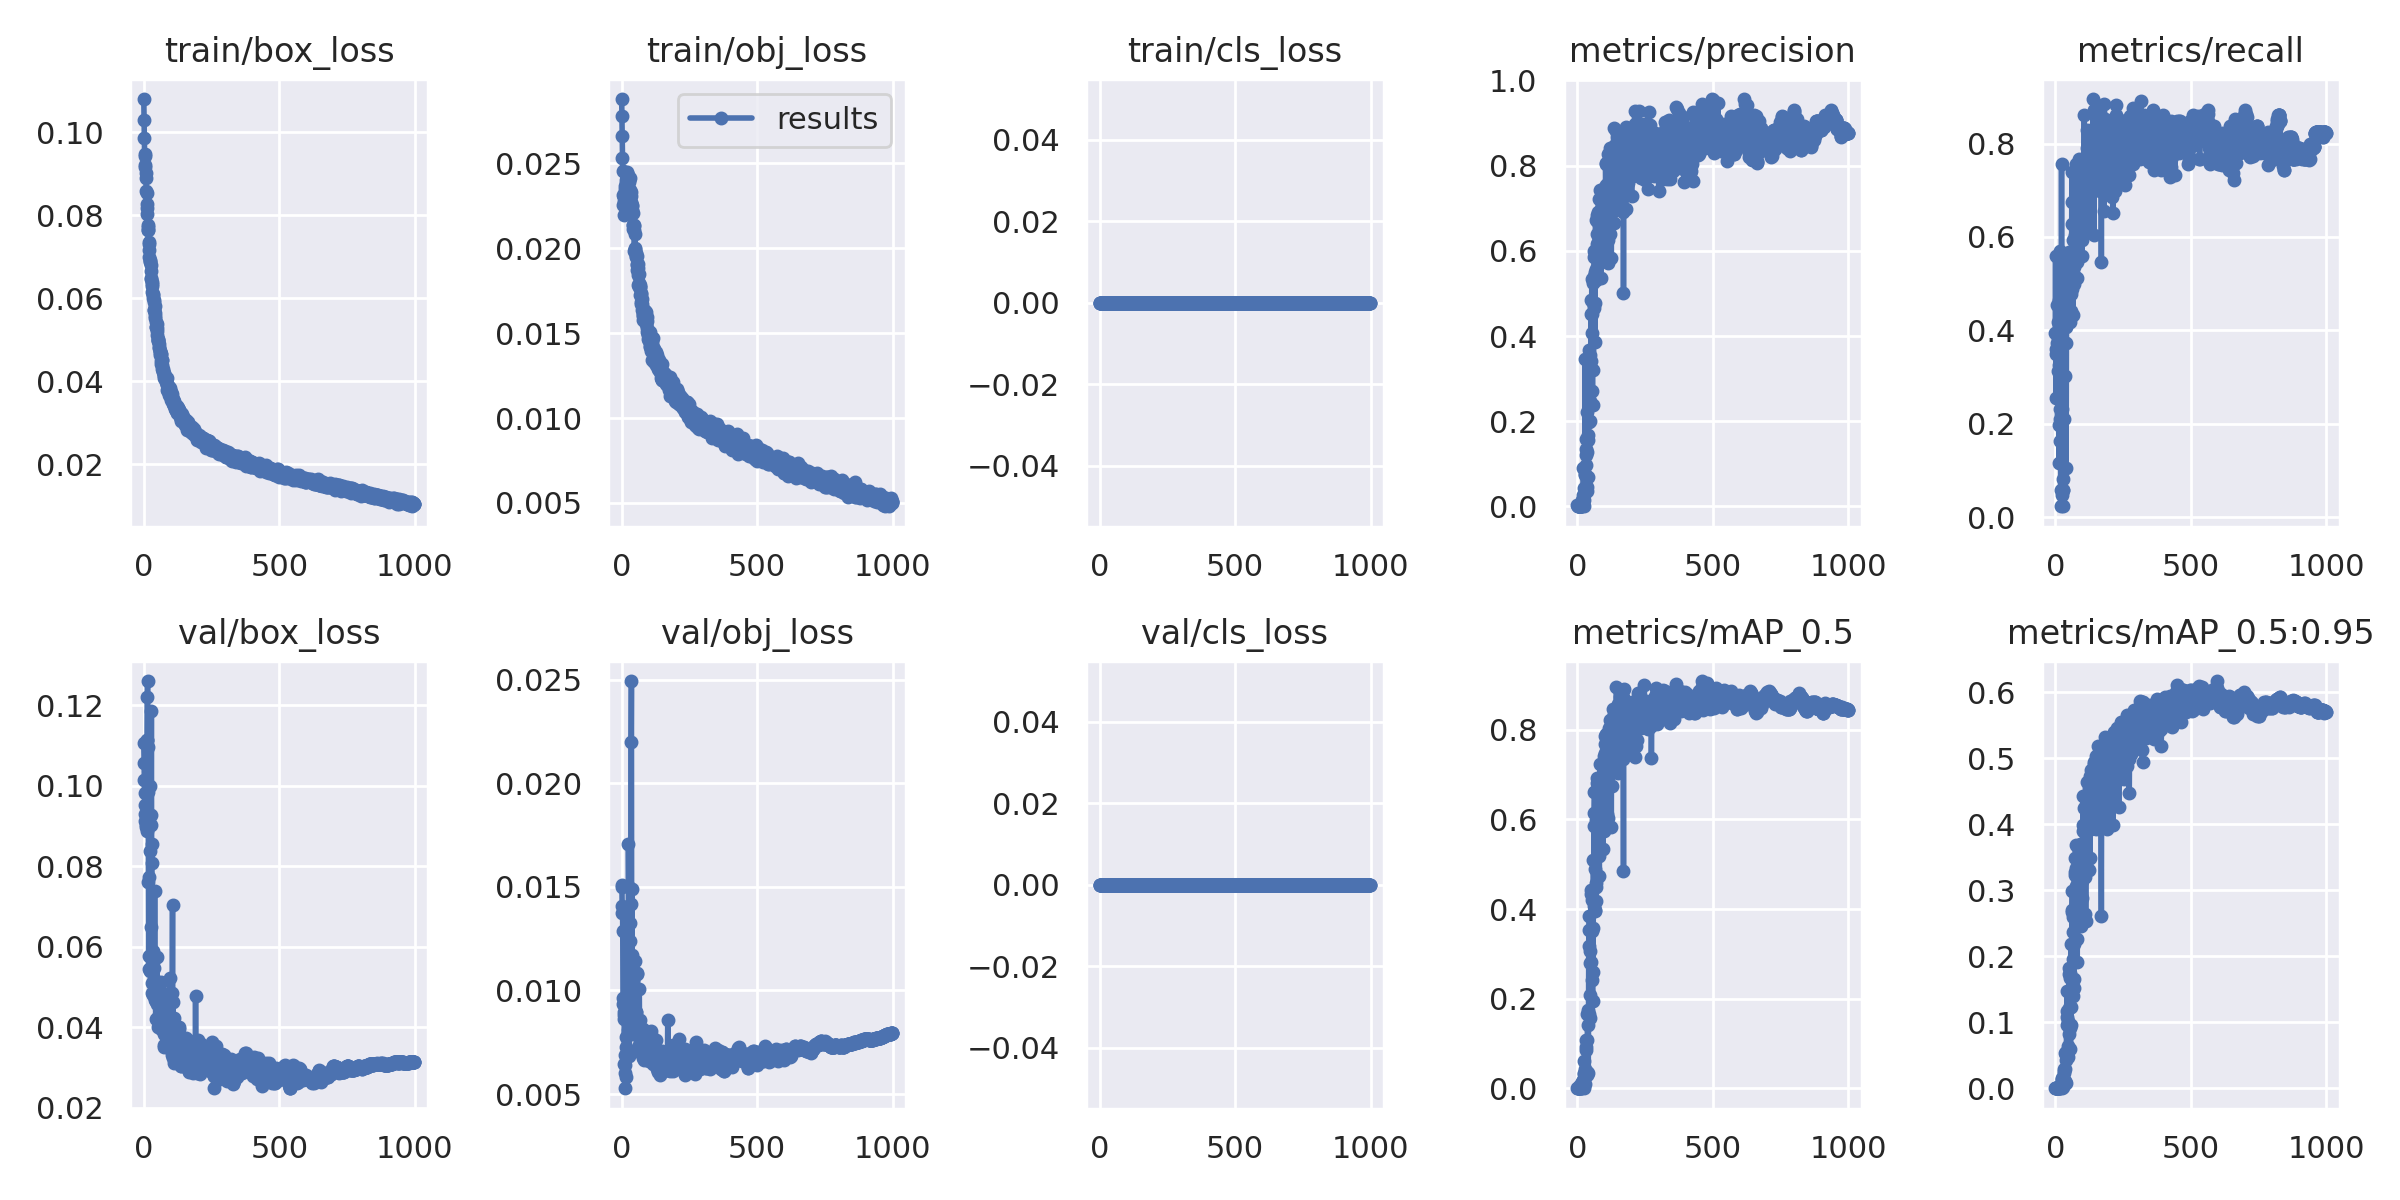 train/box_loss
0.10
0.08
0.06
0.04
0.02
0 500 1000
train/obj_loss
results
0.025
0.020
0.015
0.010
0.005
0 500 1000
train/cls_loss
0.04
0.02
0.00
−0.02
−0.04
0 500 1000
metrics/precision
1.0
0.8
0.6
0.4
0.2
0.0
0 500 1000
metrics/recall
0.8
0.6
0.4
0.2
0.0
0 500 1000
val/box_loss
0.12
0.10
0.08
0.06
0.04
0.02
0 500 1000
val/obj_loss
0.025
0.020
0.015
0.010
0.005
0 500 1000
val/cls_loss
0.04
0.02
0.00
−0.02
−0.04
0 500 1000
metrics/mAP_0.5
0.8
0.6
0.4
0.2
0.0
0 500 1000
metrics/mAP_0.5:0.95
0.6
0.5
0.4
0.3
0.2
0.1
0.0
0 500 1000